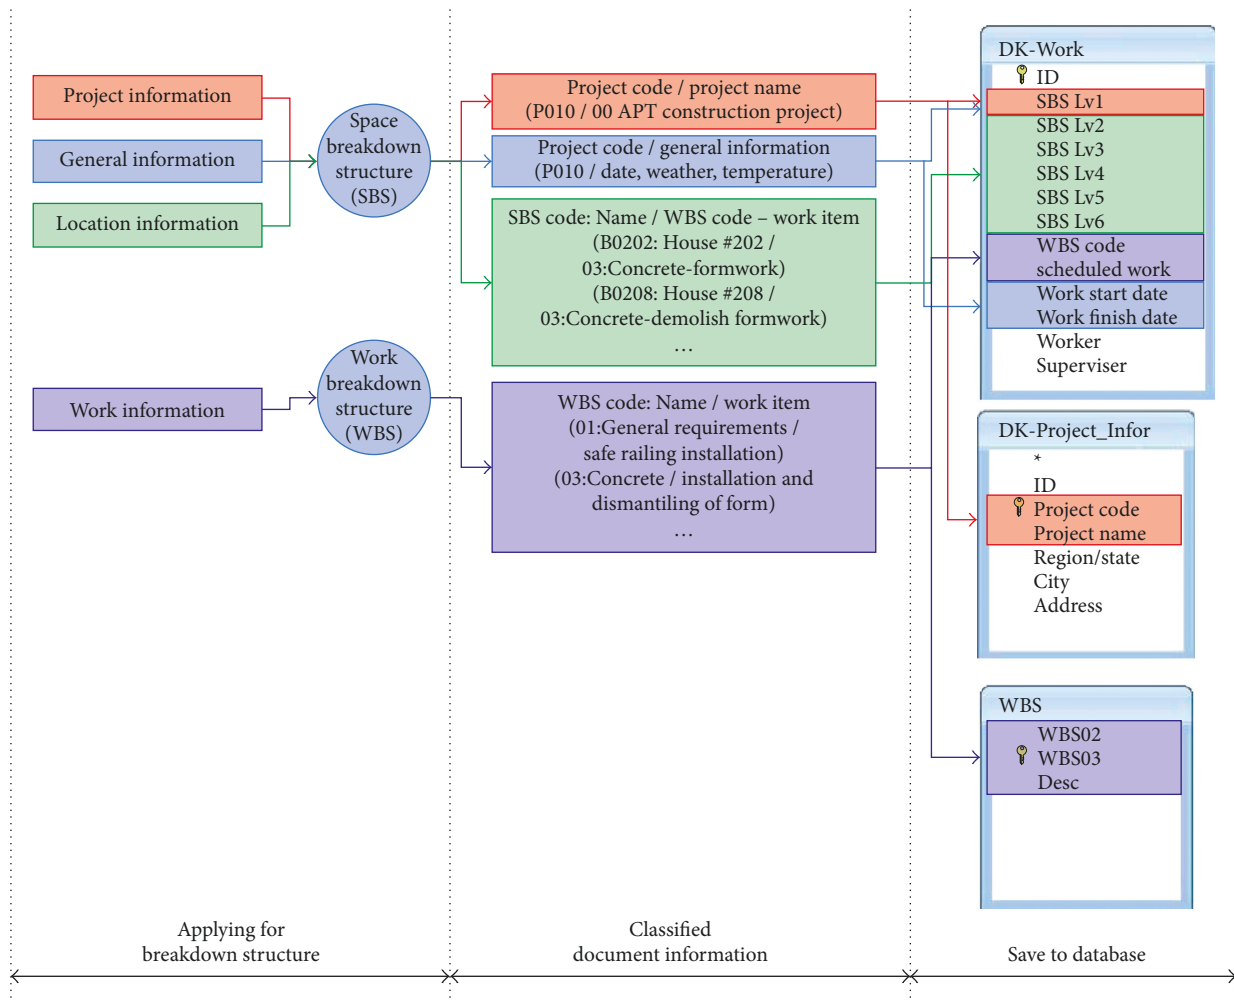 Project information
General information
Location information
Work information
Space
breakdown
structure
(SBS)
Work
breakdown
structure
(WBS)
Project code / project name
(P010 / 00 APT construction project)
Project code / general information
(P010 / date, weather, temperature)
SBS code: Name / WBS code – work item
(B0202: House #202 /
03:Concrete-formwork)
(B0208: House #208 /
03:Concrete-demolish formwork)
...
WBS code: Name / work item
(01:General requirements /
safe railing installation)
(03:Concrete / installation and
dismantiling of form)
...
DK-Work
ID
SBS Lv1
SBS Lv2
SBS Lv3
SBS Lv4
SBS Lv5
SBS Lv6
WBS code
scheduled work
Work start date
Work finish date
Worker
Superviser
DK-Project_Infor
*
ID
Project code
Project name
Region/state
City
Address
WBS
WBS02
WBS03
Desc
Applying for
breakdown structure
Classified
document information
Save to database